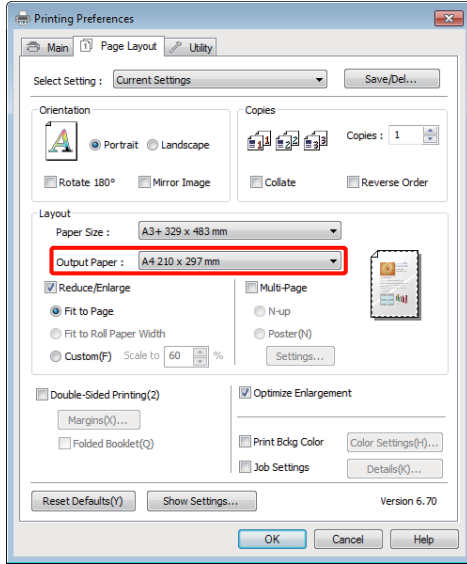 Printing Preferences
Main Page Layout Utility
Select Setting : Current Settings Save/Del...
Orientation
Portrait Landscape
Rotate 180° Mirror Image
Copies
Copies : 1
Collate Reverse Order
Layout
Paper Size : A3+ 329 x 483 mm
Output Paper : A4 210 x 297 mm
Reduce/Enlarge
Fit to Page
Fit to Roll Paper Width
Custom(F) Scale to 60 %
Multi-Page
N-up
Poster(N)
Settings...
Double-Sided Printing(2)
Margins(X)...
Folded Booklet(Q)
Optimize Enlargement
Print Bckg Color Color Settings(H)...
Job Settings Details(K)...
Reset Defaults(Y) Show Settings... Version 6.70
OK Cancel Help